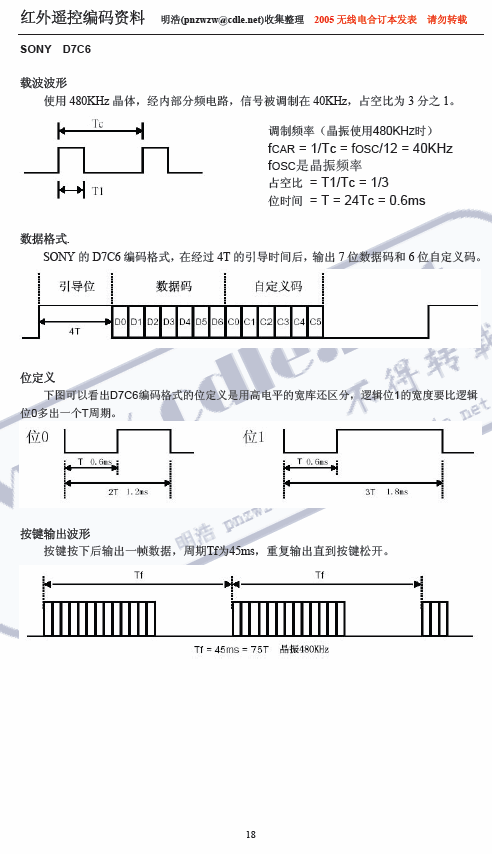 红外遥控编码资料 明浩(pnzwzw@cdle.net)收集整理 2005 无线电合订本发表 请勿转载
SONY D7C6
载波波形
使用 480KHz 晶体，经内部分频电路，信号被调制在 40KHz，占空比为 3 分之 1。
Tc
T1
调制频率（晶振使用480KHz时）
fCAR = 1/Tc = fOSC/12 = 40KHz
fOSC是晶振频率
占空比 = T1/Tc = 1/3
位时间 = T = 24Tc = 0.6ms
数据格式.
SONY 的 D7C6 编码格式，在经过 4T 的引导时间后，输出 7 位数据码和 6 位自定义码。
引导位 数据码 自定义码
D0 D1 D2 D3 D4 D5 D6 C0 C1 C2 C3 C4 C5
4T
位定义
下图可以看出D7C6编码格式的位定义是用高电平的宽库还区分，逻辑位1的宽度要比逻辑
位0多出一个T周期。
位0 位1
T 0.6ms T 0.6ms
2T 1.2ms 3T 1.8ms
按键输出波形
按键按下后输出一帧数据，周期Tf为45ms，重复输出直到按键松开。
Tf Tf
Tf = 45ms = 75T 晶振480KHz
18